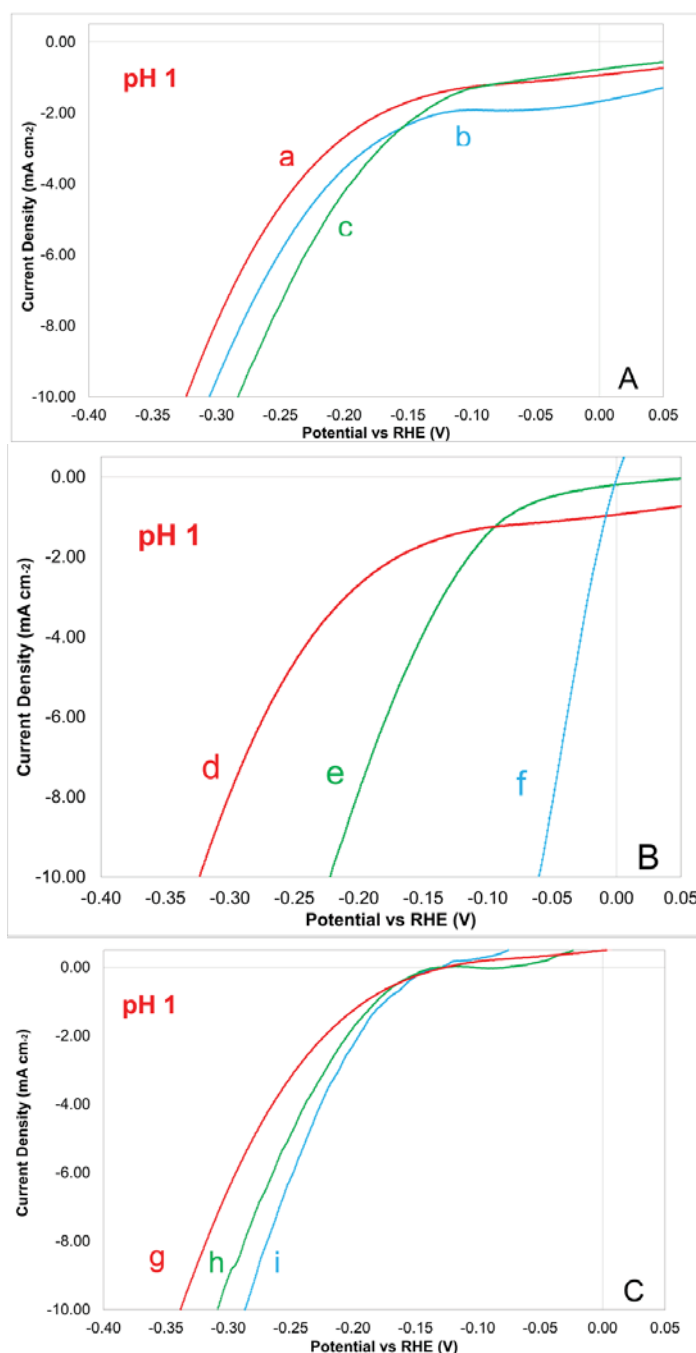 0.00
pH 1
-2.00
a
b
-4.00
c
-6.00
-8.00
A
-10.00
-0.40 -0.35 -0.30 -0.25 -0.20 -0.15 -0.10 -0.05 0.00 0.05
Potential vs RHE (V)
Current Density (mA cm-2)
0.00
pH 1
-2.00
-4.00
-6.00
d e f
-8.00
B
-10.00
-0.40 -0.35 -0.30 -0.25 -0.20 -0.15 -0.10 -0.05 0.00 0.05
Potential vs RHE (V)
Current Density (mA cm-2)
0.00
pH 1
-2.00
-4.00
-6.00
-8.00
g h i
C
-10.00
-0.40 -0.35 -0.30 -0.25 -0.20 -0.15 -0.10 -0.05 0.00 0.05
Potential vs RHE (V)
Current Density (mA cm-2)